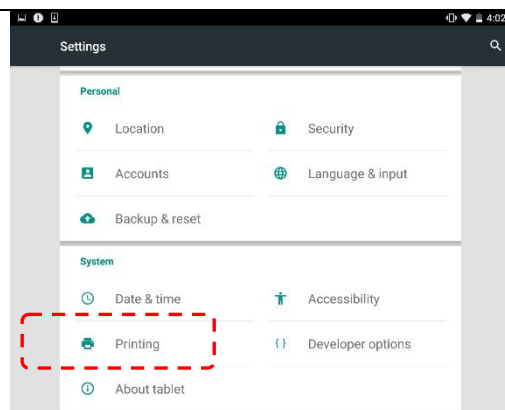 4:02
Settings
Personal
Location
Security
Accounts
Language & input
Backup & reset
System
Date & time
Accessibility
Printing
{ } Developer options
About tablet